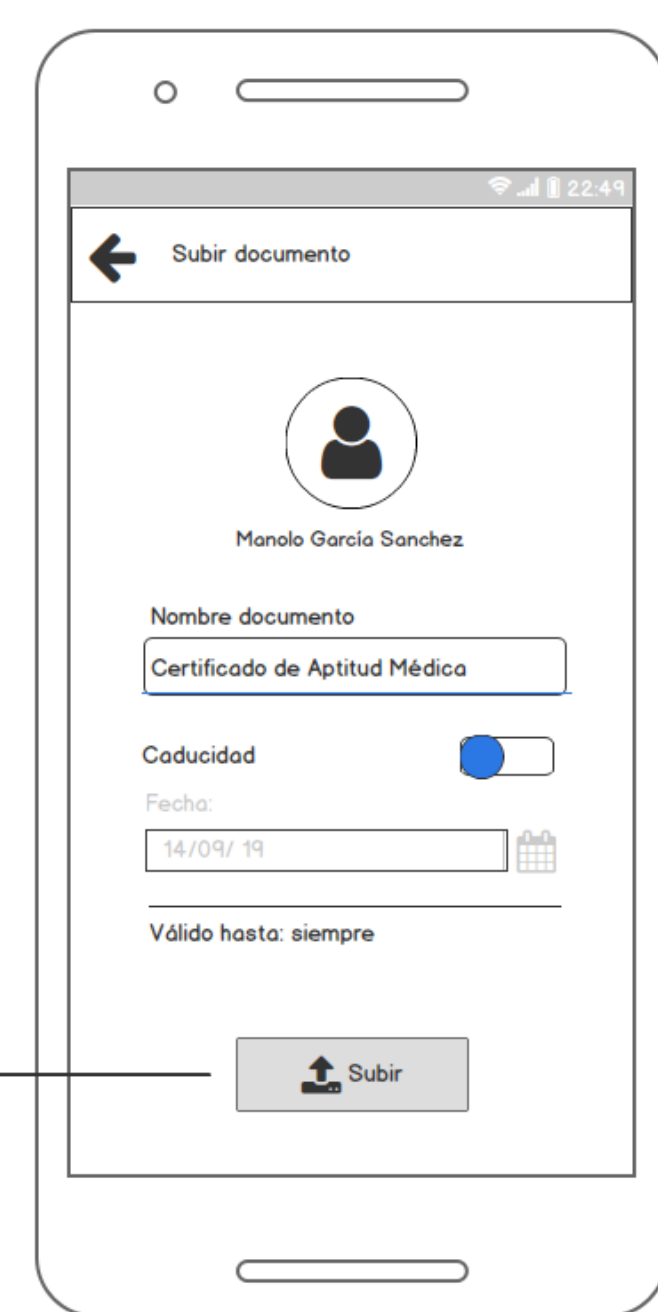 22:49
Subir documento
Manolo García Sanchez
Nombre documento
Certificado de Aptitud Médica
Caducidad
Fecha:
14/09/ 19
Válido hasta: siempre
Subir